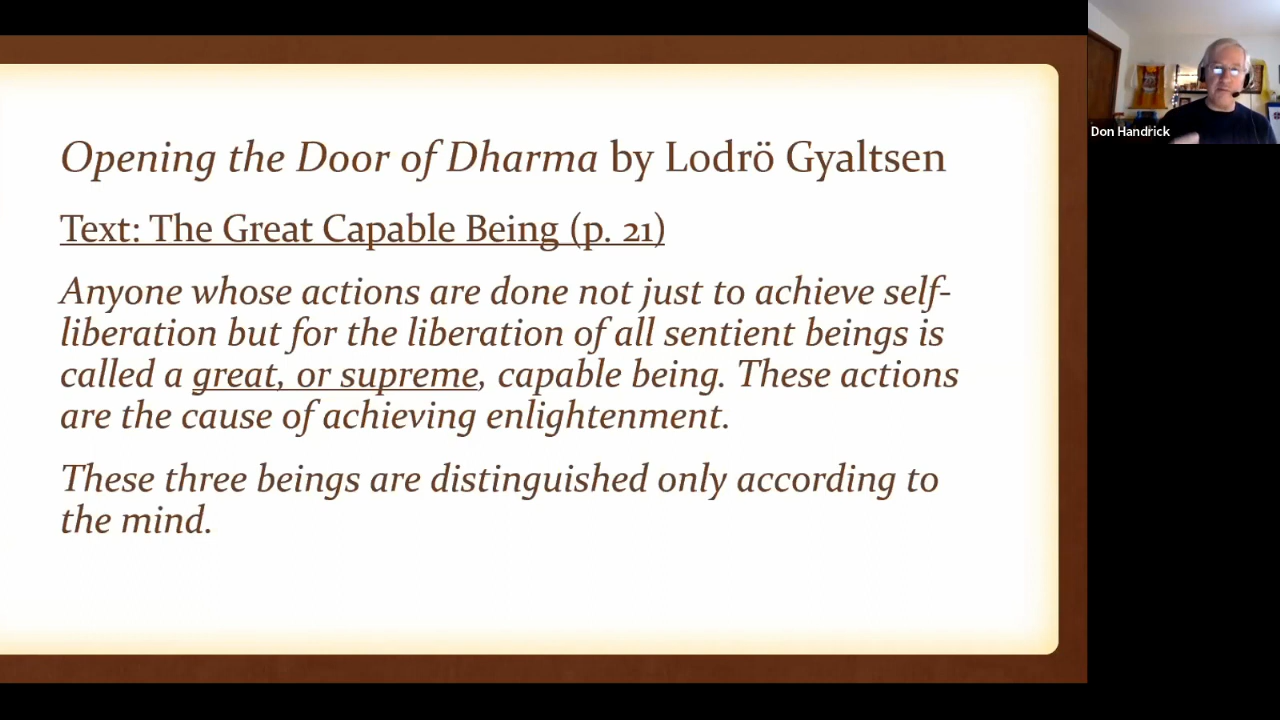 Opening the Door of Dharma by Lodrö Gyaltsen
Text: The Great Capable Being (p. 21)
Anyone whose actions are done not just to achieve self-
liberation but for the liberation of all sentient beings is
called a great, or supreme, capable being. These actions
are the cause of achieving enlightenment.
These three beings are distinguished only according to
the mind.
Don Handrick